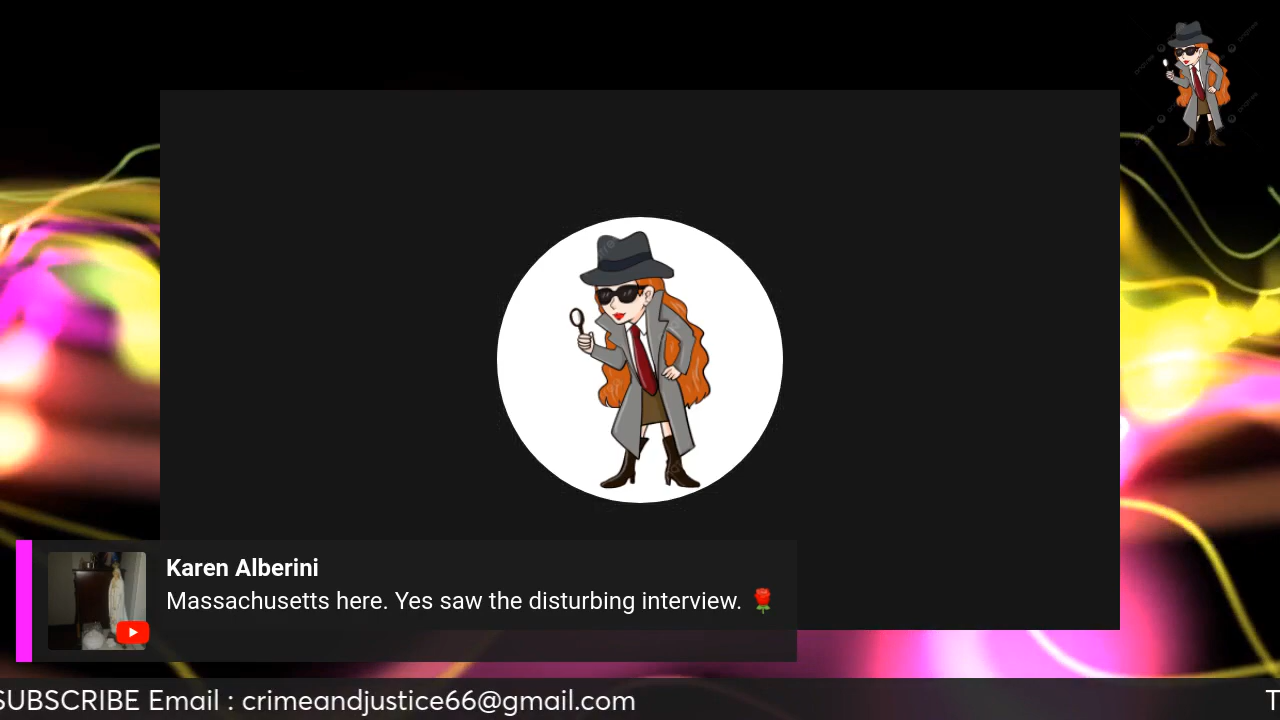 Karen Alberini
Massachusetts here. Yes saw the disturbing interview. 🌹
SUBSCRIBE Email : crimeandjustice66@gmail.com T